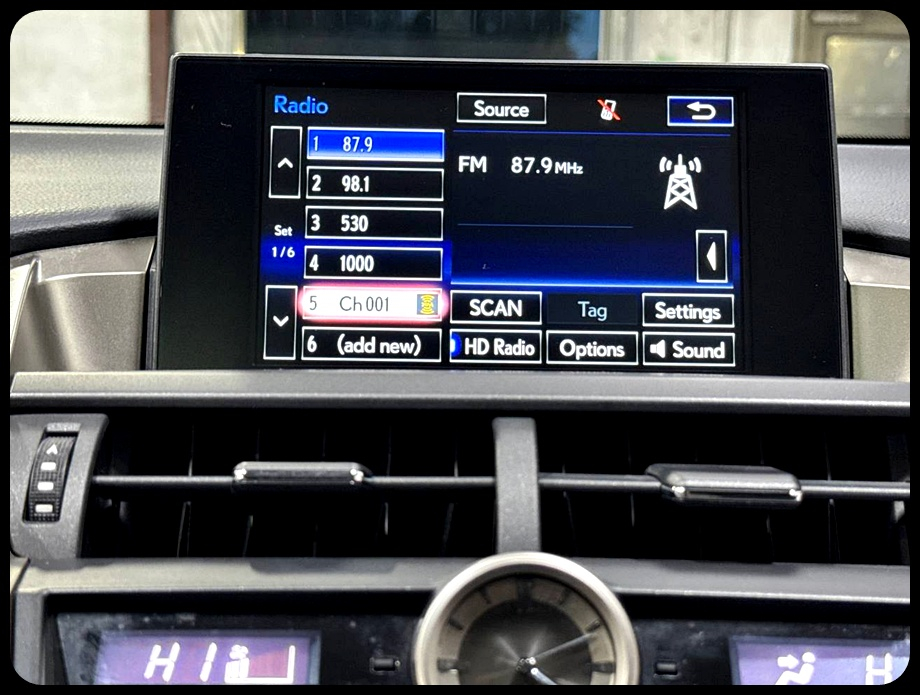 Radio
Source
1 87.9
FM 87.9 MHz
2 98.1
3 530
Set
1/6
4 1000
5 Ch 001
SCAN
Tag
Settings
6 (add new)
HD Radio
Options
Sound
HI
H